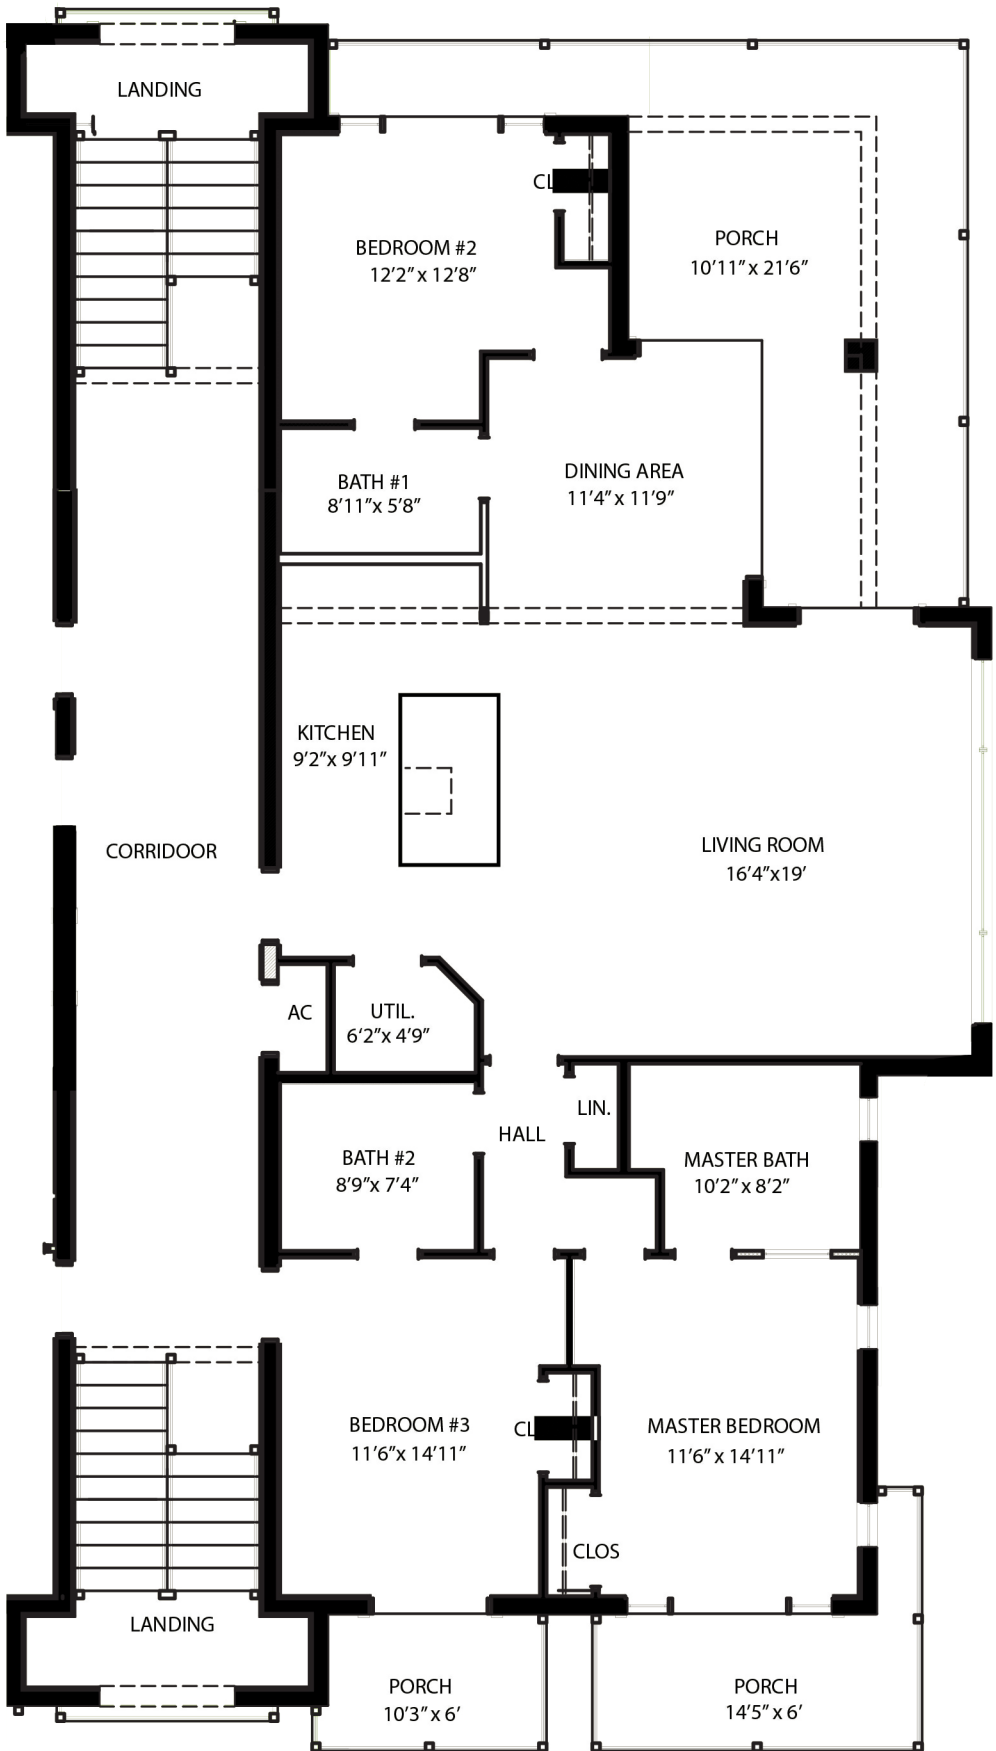 LANDING
CL
BEDROOM #2
12'2"x 12'8"
PORCH
10'11"x 21'6"
BATH #1
8'11"x 5'8"
DINING AREA
11'4"x 11'9"
KITCHEN
9'2"x 9'11"
CORRIDOOR
LIVING ROOM
16'4"x19'
AC
UTIL.
6'2"x 4'9"
LIN.
HALL
BATH #2
8'9"x 7'4"
MASTER BATH
10'2"x 8'2"
BEDROOM #3
11'6"x 14'11"
CL
MASTER BEDROOM
11'6"x 14'11"
CLOS
LANDING
PORCH
10'3"x 6'
PORCH
14'5"x 6'